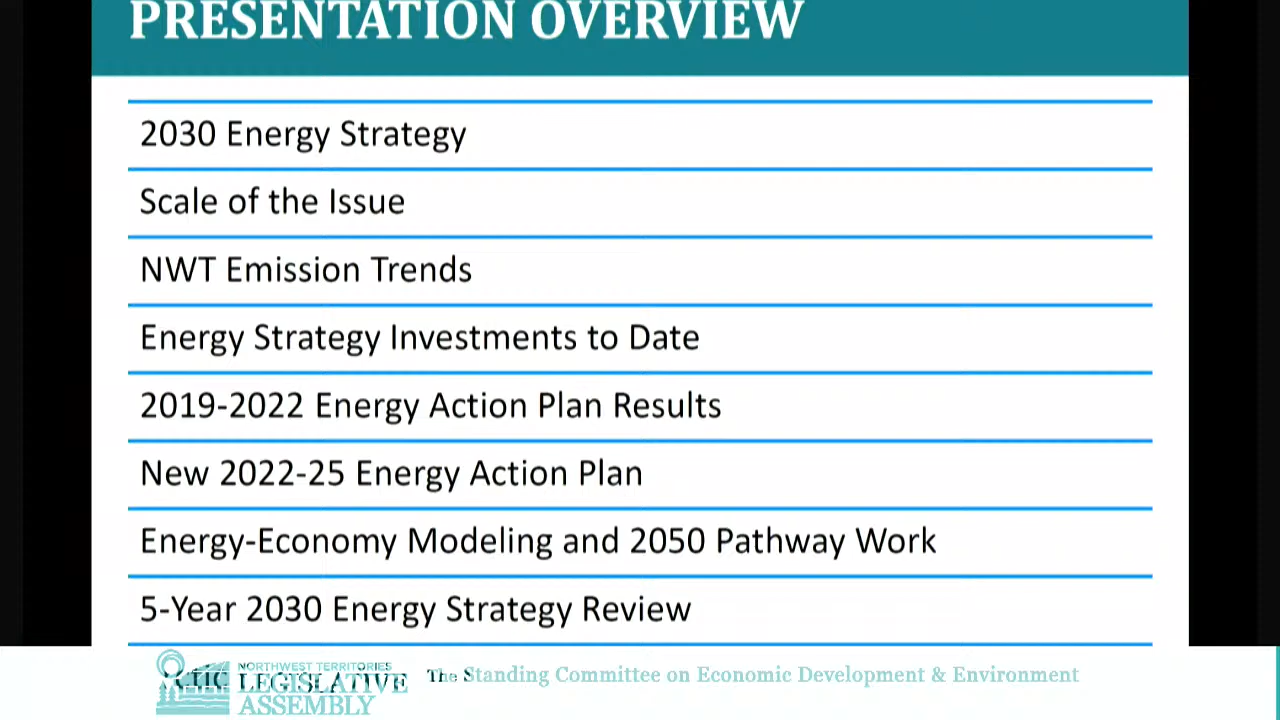 PRESENTATION OVERVIEW
2030 Energy Strategy
Scale of the Issue
NWT Emission Trends
Energy Strategy Investments to Date
2019-2022 Energy Action Plan Results
New 2022-25 Energy Action Plan
Energy-Economy Modeling and 2050 Pathway Work
5-Year 2030 Energy Strategy Review
NORTHWEST TERRITORIES
LEGISLATIVE
ASSEMBLY
The Standing Committee on Economic Development & Environment